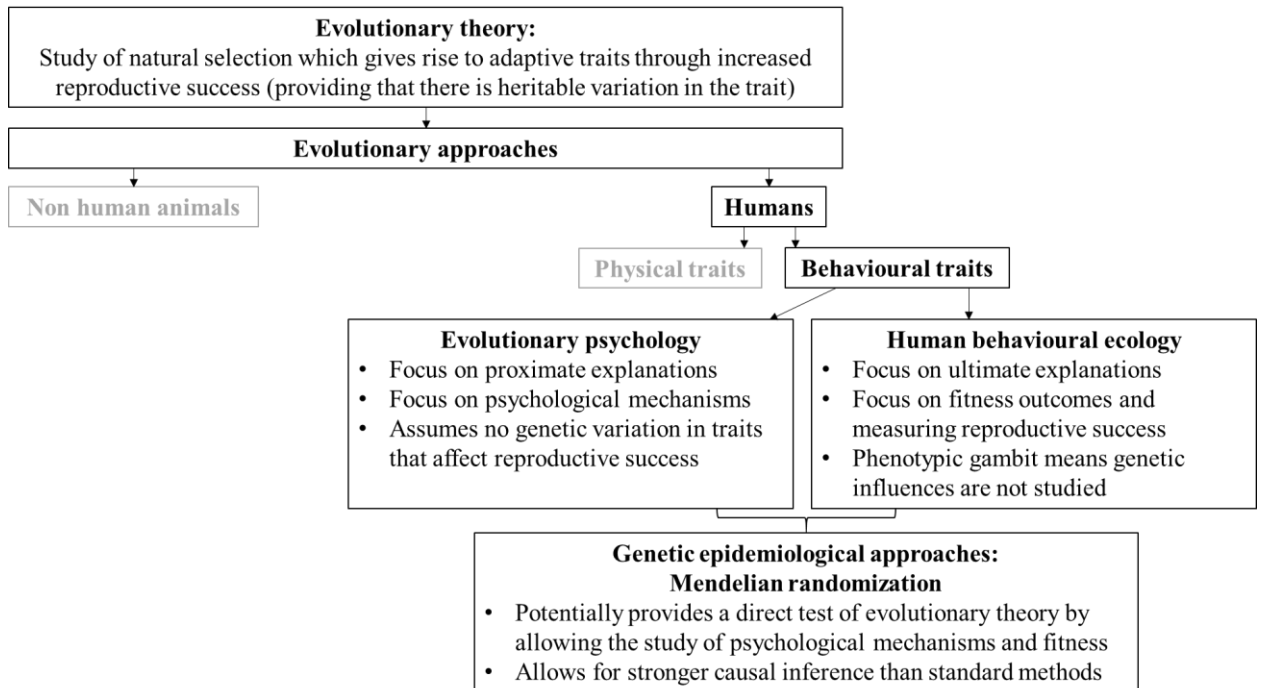 Evolutionary theory:
Study of natural selection which gives rise to adaptive traits through increased
reproductive success (providing that there is heritable variation in the trait)
Evolutionary approaches
Non human animals
Humans
Physical traits
Behavioural traits
Evolutionary psychology
• Focus on proximate explanations
• Focus on psychological mechanisms
• Assumes no genetic variation in traits
that affect reproductive success
Human behavioural ecology
• Focus on ultimate explanations
• Focus on fitness outcomes and
measuring reproductive success
• Phenotypic gambit means genetic
influences are not studied
Genetic epidemiological approaches:
Mendelian randomization
• Potentially provides a direct test of evolutionary theory by
allowing the study of psychological mechanisms and fitness
• Allows for stronger causal inference than standard methods